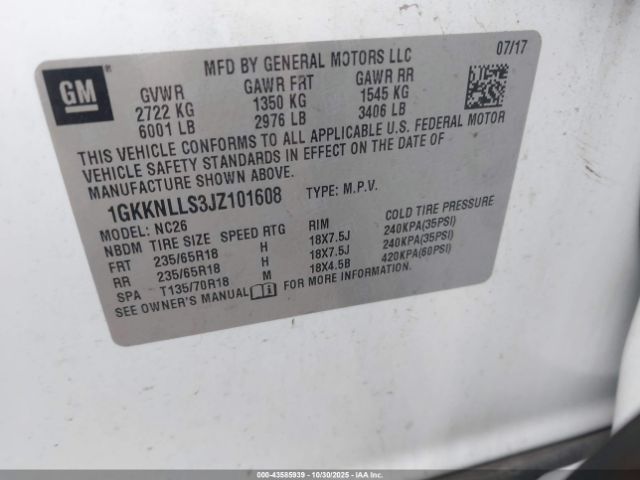 GM
MFD BY GENERAL MOTORS LLC 07/17
GVWR GAWR FRT GAWR RR
2722 KG 1350 KG 1545 KG
6001 LB 2976 LB 3406 LB
THIS VEHICLE CONFORMS TO ALL APPLICABLE U.S. FEDERAL MOTOR
VEHICLE SAFETY STANDARDS IN EFFECT ON THE DATE OF
MANUFACTURE SHOWN ABOVE.
1GKKNLLS3JZ101608 TYPE: M.P.V.
MODEL: NC26
NBDM TIRE SIZE SPEED RTG RIM COLD TIRE PRESSURE
FRT 235/65R18 H 18X7.5J 240KPA(35PSI)
RR 235/65R18 H 18X7.5J 240KPA(35PSI)
SPA T135/70R18 M 18X4.5B 420KPA(60PSI)
SEE OWNER'S MANUAL i FOR MORE INFORMATION.
000-43585939 - 10/30/2025 - IAAI.com